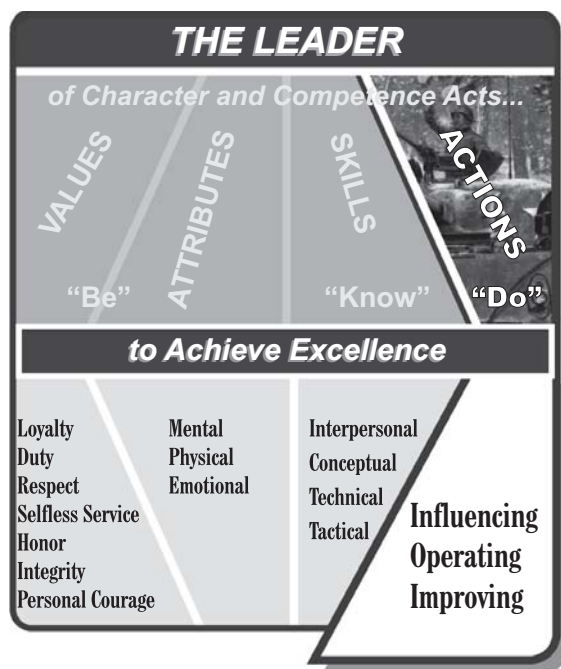 THE LEADER
of Character and Competence Acts...
VALUES
ATTRIBUTES
SKILLS
ACTIONS
“Be”
“Know”
“Do”
to Achieve Excellence
Loyalty
Duty
Respect
Selfless Service
Honor
Integrity
Personal Courage
Mental
Physical
Emotional
Interpersonal
Conceptual
Technical
Tactical
Influencing
Operating
Improving